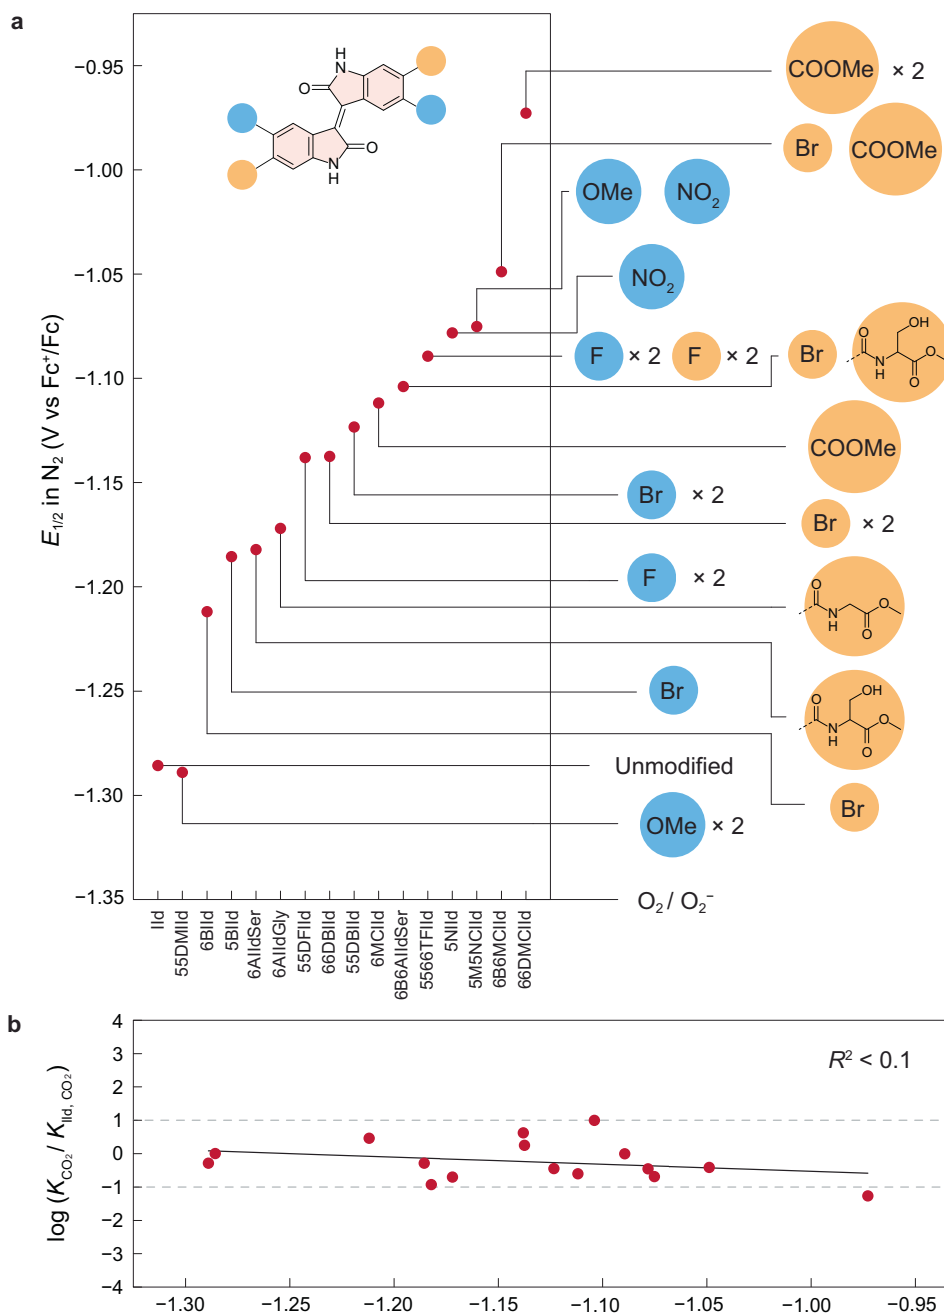 a
−0.95
−1.00
−1.05
−1.10
−1.15
−1.20
−1.25
−1.30
−1.35
E1/2 in N2 (V vs Fc⁺/Fc)
H
N
O
O
N
H
COOMe × 2
Br COOMe
OMe NO2
NO2
F × 2 F × 2
Br O N H OH O O
COOMe
Br × 2
Br × 2
F × 2
O N H O O
Br
O N H OH O O
Unmodified
Br
OMe × 2
O2 / O2⁻
IId
55DMIId
6BIId
5BIId
6AIIdSer
6AIIdGly
55DFIId
66DBIId
55DBIId
6MCIId
6B6AIIdSer
5566TFIId
5NIId
5M5NCIId
6B6MCIId
66DMCIId
b
4
3
2
1
0
−1
−2
−3
−4
log (KCO2 / KIId, CO2)
R² < 0.1
−1.30 −1.25 −1.20 −1.15 −1.10 −1.05 −1.00 −0.95